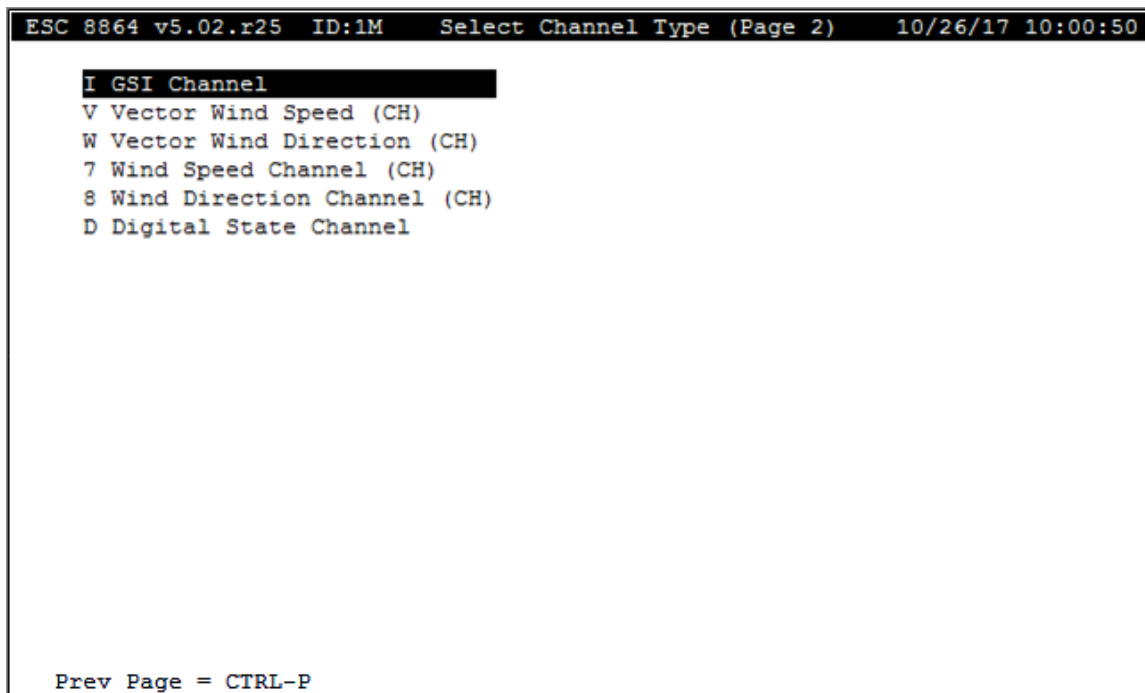 ESC 8864 v5.02.r25 ID:1M Select Channel Type (Page 2) 10/26/17 10:00:50
I GSI Channel
V Vector Wind Speed (CH)
W Vector Wind Direction (CH)
7 Wind Speed Channel (CH)
8 Wind Direction Channel (CH)
D Digital State Channel
Prev Page = CTRL-P